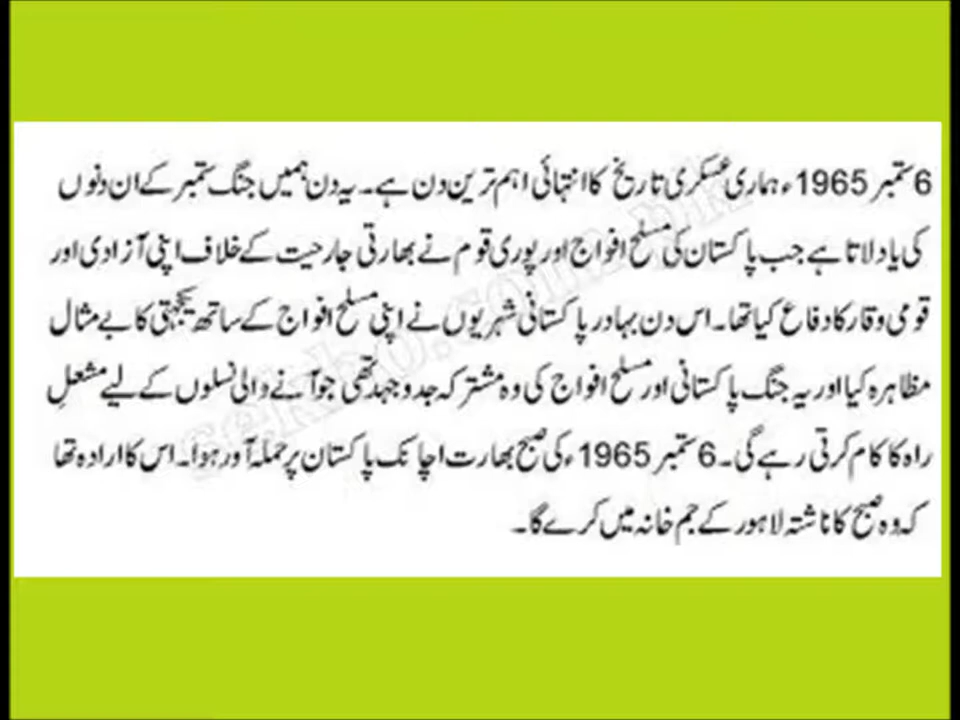 6 ستمبر 1965ء ہماری عسکری تاریخ کا انتہائی اہم ترین دن ہے۔ یہ دن ہمیں جنگ ستمبر کے ان دنوں
کی یاد دلاتا ہے جب پاکستان کی مسلح افواج اور پوری قوم نے بھارتی جارحیت کے خلاف اپنی آزادی اور
قومی وقار کا دفاع کیا تھا۔ اس دن بہادر پاکستانی شہریوں نے اپنی مسلح افواج کے ساتھ یکجہتی کا بے مثال
مظاہرہ کیا اور یہ جنگ پاکستانی اور مسلح افواج کی وہ مشترکہ جدوجہد تھی جو آنے والی نسلوں کے لیے مشعلِ
راہ کا کام کرتی رہے گی۔ 6 ستمبر 1965ء کی صبح بھارت اچانک پاکستان پر حملہ آور ہوا۔ اس کا ارادہ تھا
کہ وہ صبح کا ناشتہ لاہور کے جم خانہ میں کرے گا۔